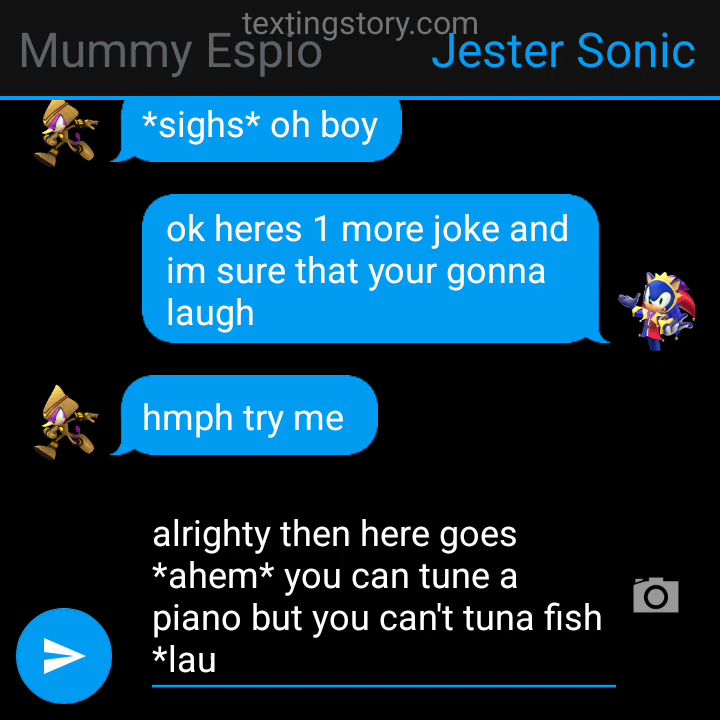 textingstory.com
Mummy Espio
Jester Sonic
*sighs* oh boy
ok heres 1 more joke and
im sure that your gonna
laugh
hmph try me
alrighty then here goes
*ahem* you can tune a
piano but you can't tuna fish
*lau